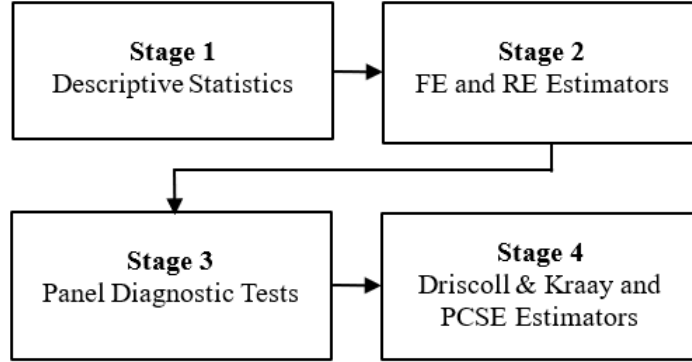 Stage 1
Descriptive Statistics
Stage 2
FE and RE Estimators
Stage 3
Panel Diagnostic Tests
Stage 4
Driscoll & Kraay and
PCSE Estimators